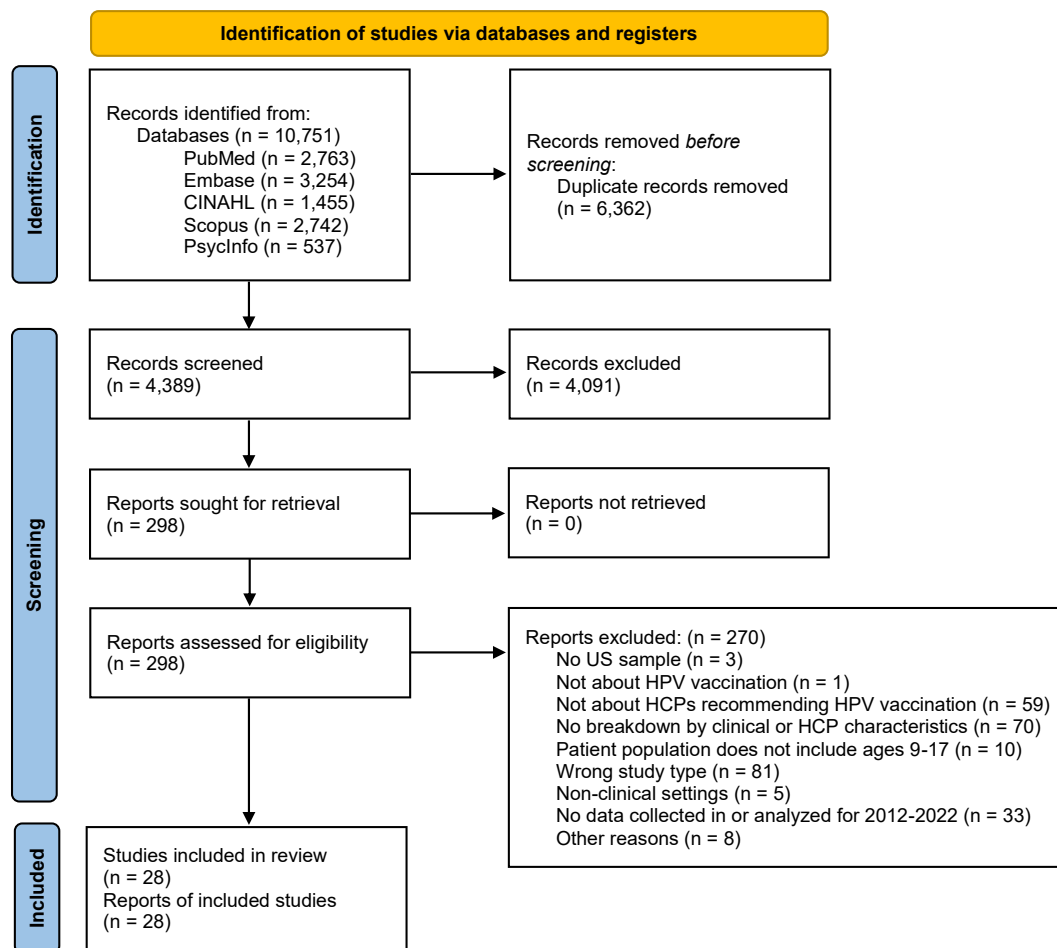 Identification of studies via databases and registers
Identification
Records identified from:
Databases (n = 10,751)
PubMed (n = 2,763)
Embase (n = 3,254)
CINAHL (n = 1,455)
Scopus (n = 2,742)
PsycInfo (n = 537)
Records removed before
screening:
Duplicate records removed
(n = 6,362)
Screening
Records screened
(n = 4,389)
Records excluded
(n = 4,091)
Reports sought for retrieval
(n = 298)
Reports not retrieved
(n = 0)
Reports assessed for eligibility
(n = 298)
Reports excluded: (n = 270)
No US sample (n = 3)
Not about HPV vaccination (n = 1)
Not about HCPs recommending HPV vaccination (n = 59)
No breakdown by clinical or HCP characteristics (n = 70)
Patient population does not include ages 9-17 (n = 10)
Wrong study type (n = 81)
Non-clinical settings (n = 5)
No data collected in or analyzed for 2012-2022 (n = 33)
Other reasons (n = 8)
Included
Studies included in review
(n = 28)
Reports of included studies
(n = 28)